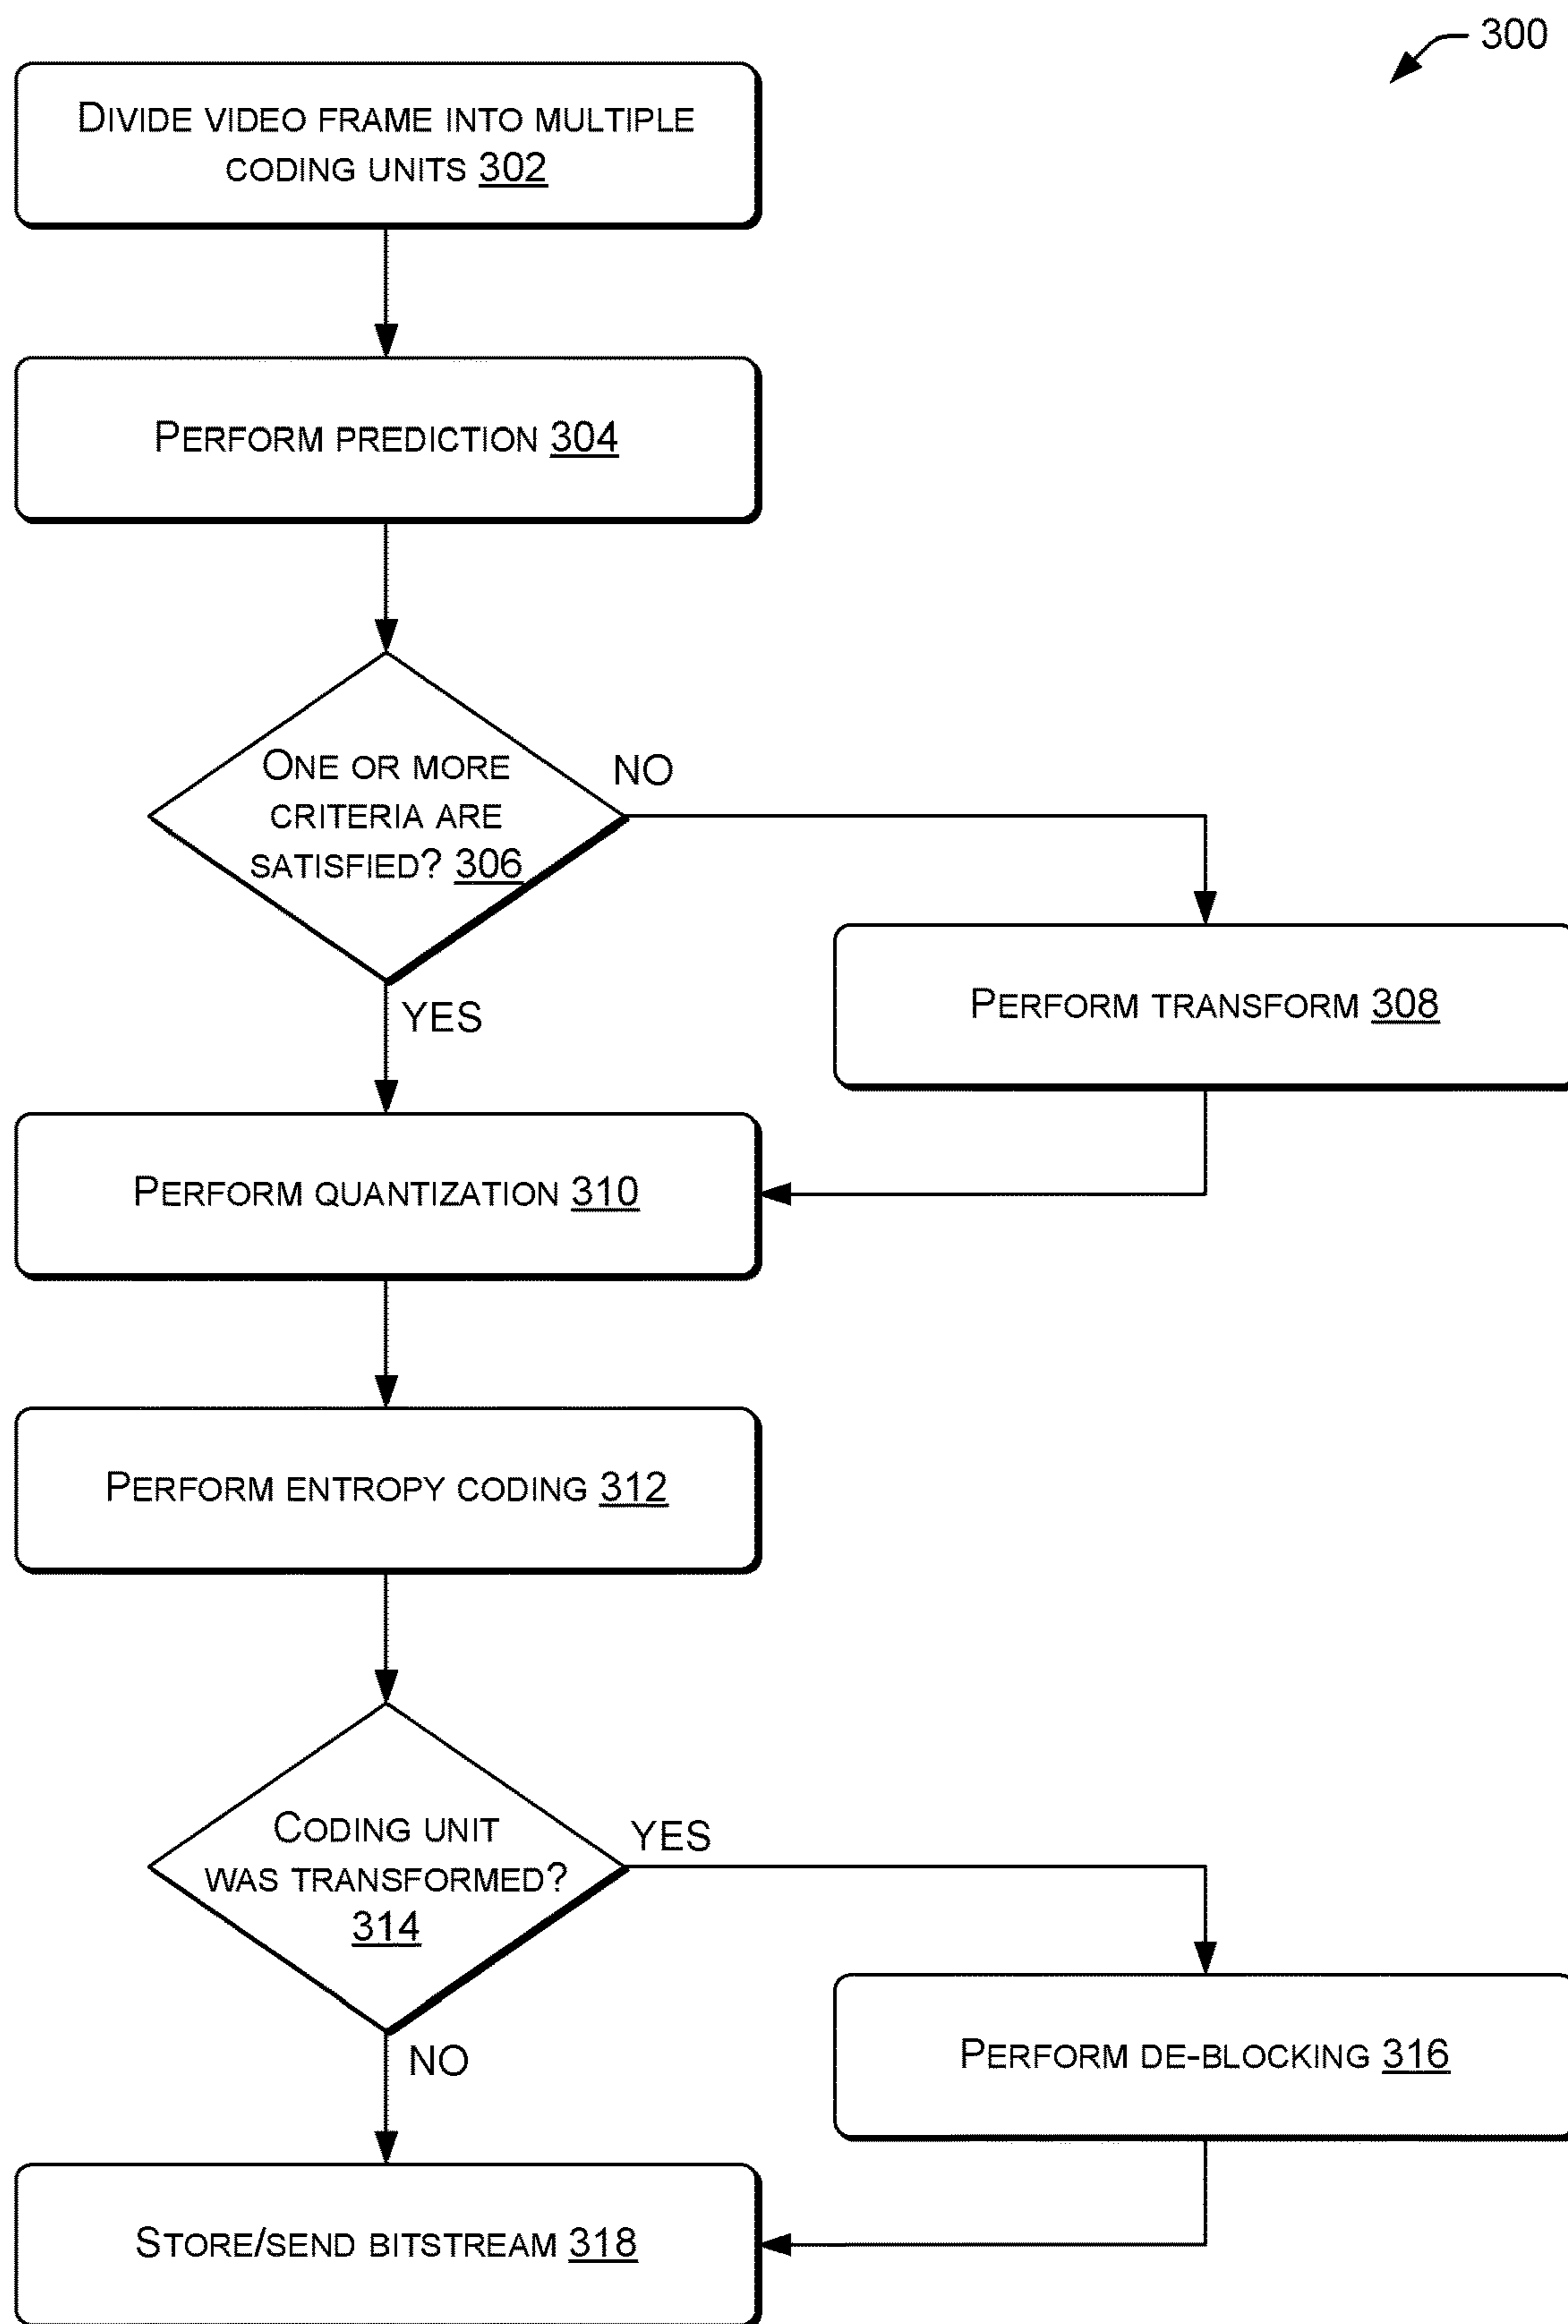 300
DIVIDE VIDEO FRAME INTO MULTIPLE
CODING UNITS 302
PERFORM PREDICTION 304
ONE OR MORE
CRITERIA ARE
SATISFIED? 306
NO
YES
PERFORM TRANSFORM 308
PERFORM QUANTIZATION 310
PERFORM ENTROPY CODING 312
CODING UNIT
WAS TRANSFORMED?
314
YES
NO
PERFORM DE-BLOCKING 316
STORE/SEND BITSTREAM 318